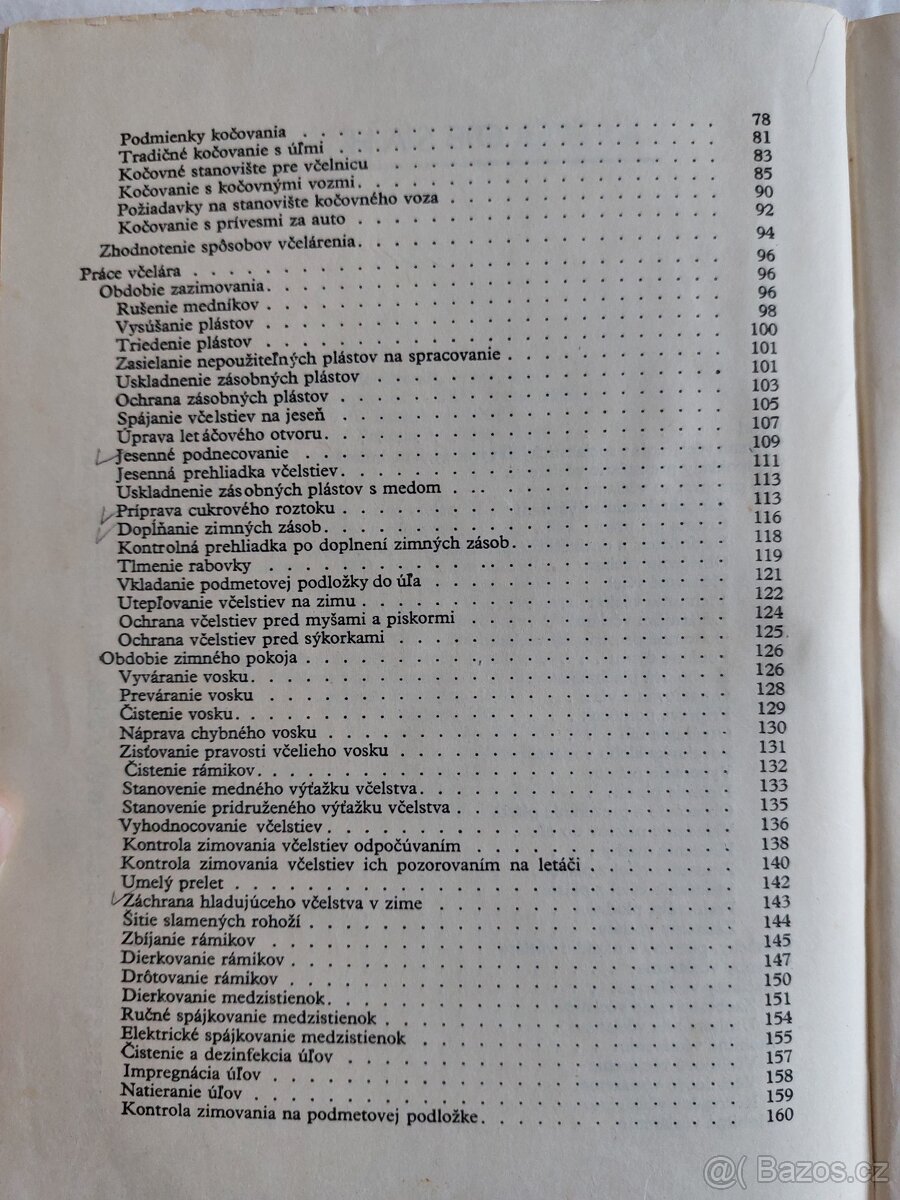 Podmienky kočovania . . . . . . . . . . 78
Tradičné kočovanie s úľmi . . . . . . . . . . 81
Kočovné stanovište pre včelnicu . . . . . . . . . . 83
Kočovanie s kočovnými vozmi . . . . . . . . . . 85
Požiadavky na stanovište kočovného voza . . . . . . . . . . 90
Kočovanie s prívesmi za auto . . . . . . . . . . 92
Zhodnotenie spôsobov včelárenia . . . . . . . . . . 94
Práce včelára . . . . . . . . . . 96
Obdobie zazimovania . . . . . . . . . . 96
Rušenie medníkov . . . . . . . . . . 96
Vysúšanie plástov . . . . . . . . . . 98
Triedenie plástov . . . . . . . . . . 100
Zasielanie nepoužiteľných plástov na spracovanie . . . . . . . . . . 101
Uskladnenie zásobných plástov . . . . . . . . . . 101
Ochrana zásobných plástov . . . . . . . . . . 103
Spájanie včelstiev na jeseň . . . . . . . . . . 105
Úprava letáčového otvoru . . . . . . . . . . 107
Jesenné podnecovanie . . . . . . . . . . 109
Jesenná prehliadka včelstiev . . . . . . . . . . 111
Uskladnenie zásobných plástov s medom . . . . . . . . . . 113
Príprava cukrového roztoku . . . . . . . . . . 113
Dopĺňanie zimných zásob . . . . . . . . . . 116
Kontrolná prehliadka po doplnení zimných zásob . . . . . . . . . . 118
Tlmenie rabovky . . . . . . . . . . 119
Vkladanie podmetovej podložky do úľa . . . . . . . . . . 121
Utepľovanie včelstiev na zimu . . . . . . . . . . 122
Ochrana včelstiev pred myšami a piskormi . . . . . . . . . . 124
Ochrana včelstiev pred sýkorkami . . . . . . . . . . 125
Obdobie zimného pokoja . . . . . . . . . . 126
Vyváranie vosku . . . . . . . . . . 126
Preváranie vosku . . . . . . . . . . 128
Čistenie vosku . . . . . . . . . . 129
Náprava chybného vosku . . . . . . . . . . 130
Zisťovanie pravosti včelieho vosku . . . . . . . . . . 131
Čistenie rámikov . . . . . . . . . . 132
Stanovenie medného výťažku včelstva . . . . . . . . . . 133
Stanovenie pridruženého výťažku včelstva . . . . . . . . . . 135
Vyhodnocovanie včelstiev . . . . . . . . . . 136
Kontrola zimovania včelstiev odpočúvaním . . . . . . . . . . 138
Kontrola zimovania včelstiev ich pozorovaním na letáči . . . . . . . . . . 140
Umelý prelet . . . . . . . . . . 142
Záchrana hladujúceho včelstva v zime . . . . . . . . . . 143
Šitie slamených rohoží . . . . . . . . . . 144
Zbíjanie rámikov . . . . . . . . . . 145
Dierkovanie rámikov . . . . . . . . . . 147
Drôtovanie rámikov . . . . . . . . . . 150
Dierkovanie medzistienok . . . . . . . . . . 151
Ručné spájkovanie medzistienok . . . . . . . . . . 154
Elektrické spájkovanie medzistienok . . . . . . . . . . 155
Čistenie a dezinfekcia úľov . . . . . . . . . . 157
Impregnácia úľov . . . . . . . . . . 158
Natieranie úľov . . . . . . . . . . 159
Kontrola zimovania na podmetovej podložke . . . . . . . . . . 160
@( Bazos.cz